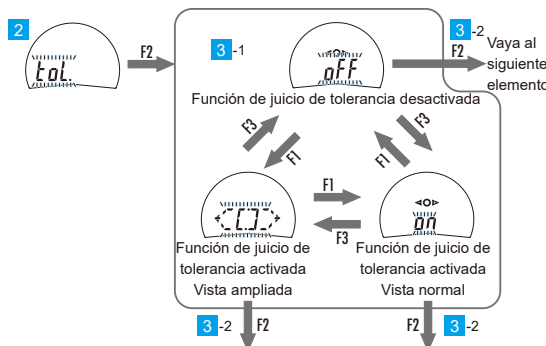 2
toL.
F2
3-1
oFF
3-2
F2
Vaya al
siguiente
elemento
Función de juicio de tolerancia desactivada
F3
F1
F3
F1
F1
F3
on
Función de juicio de
tolerancia activada
Vista ampliada
Función de juicio de
tolerancia activada
Vista normal
3-2
F2
F2
3-2